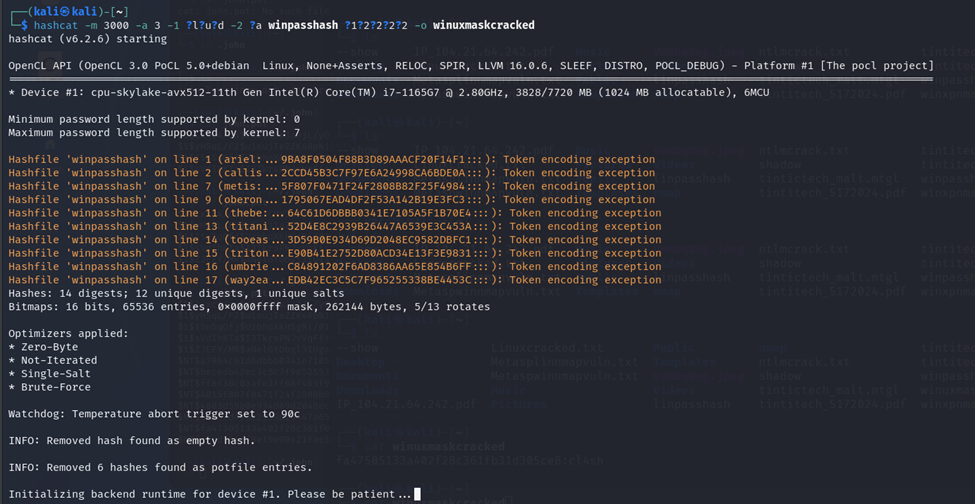 ┌──(kali㉿kali)-[~]
└─$ hashcat -m 3000 -a 3 -1 ?l?u?d -2 ?a winpasshash ?1?2?2?2?2 -o winuxmaskcracked
hashcat (v6.2.6) starting
OpenCL API (OpenCL 3.0 PoCL 5.0+debian  Linux, None+Asserts, RELOC, SPIR, LLVM 16.0.6, SLEEF, DISTRO, POCL_DEBUG) - Platform #1 [The pocl project]
* Device #1: cpu-skylake-avx512-11th Gen Intel(R) Core(TM) i7-1165G7 @ 2.80GHz, 3828/7720 MB (1024 MB allocatable), 6MCU
Minimum password length supported by kernel: 0
Maximum password length supported by kernel: 7
Hashfile 'winpasshash' on line 1 (ariel:...9BA8F0504F88B3D89AAACF20F14F1:::): Token encoding exception
Hashfile 'winpasshash' on line 2 (callis...2CCD45B3C7F97E6A24998CA6BDE0A:::): Token encoding exception
Hashfile 'winpasshash' on line 7 (metis:...5F807F0471F24F2808B82F25F4984:::): Token encoding exception
Hashfile 'winpasshash' on line 9 (oberon...1795067EAD4DF2F53A142B19E3FC3:::): Token encoding exception
Hashfile 'winpasshash' on line 11 (thebe:...64C61D6DBBB0341E7105A5F1B70E4:::): Token encoding exception
Hashfile 'winpasshash' on line 13 (titani...52D4E8C2939B26447A6539E3C453A:::): Token encoding exception
Hashfile 'winpasshash' on line 14 (tooeas...3D59B0E934D69D2048EC9582DBFC1:::): Token encoding exception
Hashfile 'winpasshash' on line 15 (triton...E90B41E2752D80ACD34E13F3E9831:::): Token encoding exception
Hashfile 'winpasshash' on line 16 (umbrie...C84891202F6AD8386AA65E854B6FF:::): Token encoding exception
Hashfile 'winpasshash' on line 17 (way2ea...EDB42EC3C5C7F965255338BE4453C:::): Token encoding exception
Hashes: 14 digests; 12 unique digests, 1 unique salts
Bitmaps: 16 bits, 65536 entries, 0x0000ffff mask, 262144 bytes, 5/13 rotates
Optimizers applied:
* Zero-Byte
* Not-Iterated
* Single-Salt
* Brute-Force
Watchdog: Temperature abort trigger set to 90c
INFO: Removed hash found as empty hash.
INFO: Removed 6 hashes found as potfile entries.
Initializing backend runtime for device #1. Please be patient...